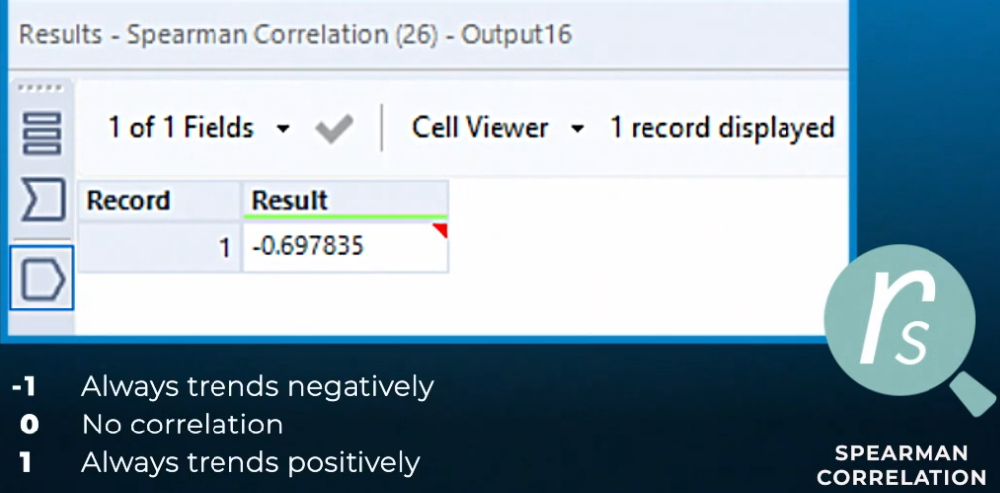 Results - Spearman Correlation (26) - Output16
1 of 1 Fields Cell Viewer 1 record displayed
Record Result
1 -0.697835
rs
-1 Always trends negatively
0 No correlation
1 Always trends positively
SPEARMAN
CORRELATION